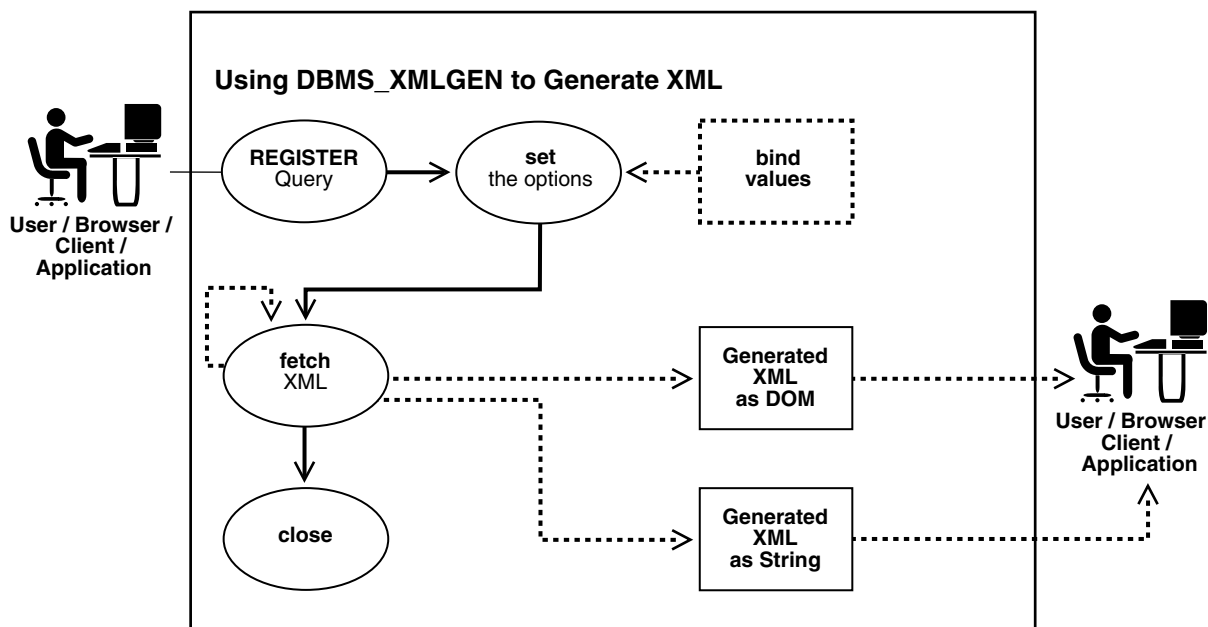 Using DBMS_XMLGEN to Generate XML
User / Browser /
Client /
Application
REGISTER
Query
set
the options
bind
values
fetch
XML
Generated
XML
as DOM
User / Browser
Client /
Application
close
Generated
XML
as String